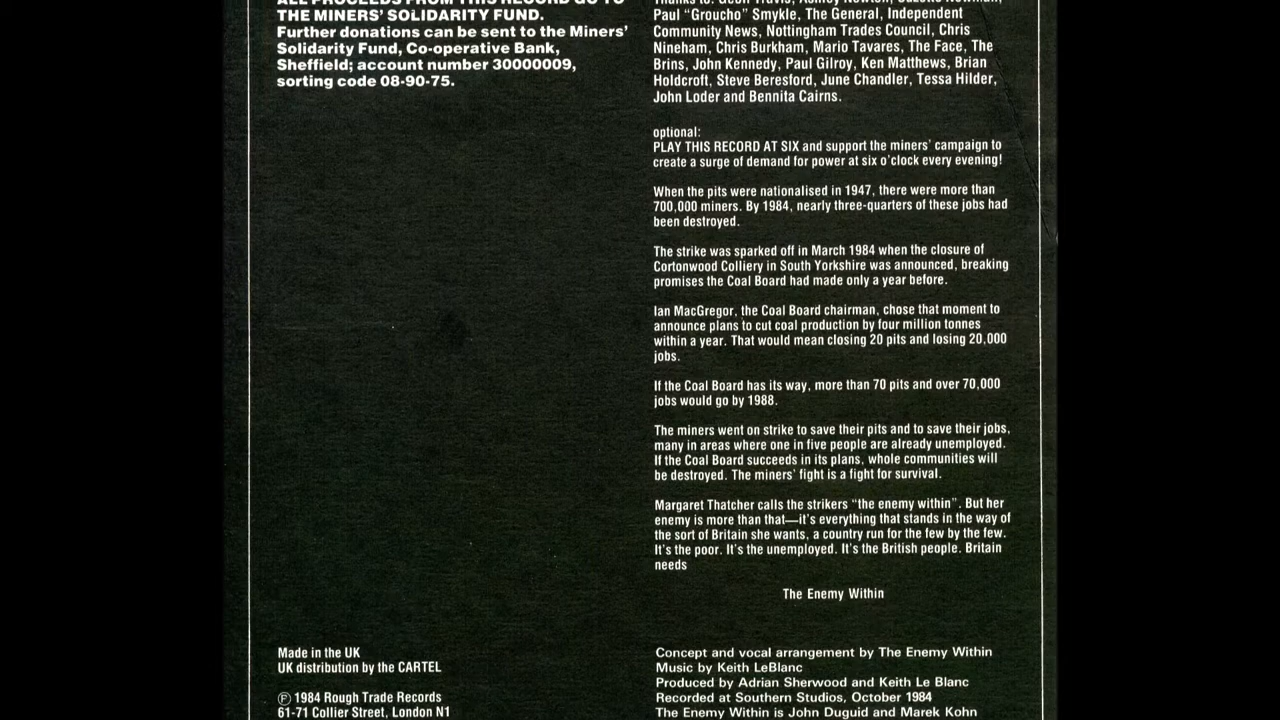 ALL PROCEEDS FROM THIS RECORD GO TO
THE MINERS' SOLIDARITY FUND.
Further donations can be sent to the Miners'
Solidarity Fund, Co-operative Bank,
Sheffield; account number 30000009,
sorting code 08-90-75.
Paul “Groucho” Smykle, The General, Independent
Community News, Nottingham Trades Council, Chris
Nineham, Chris Burkham, Mario Tavares, The Face, The
Brins, John Kennedy, Paul Gilroy, Ken Matthews, Brian
Holdcroft, Steve Beresford, June Chandler, Tessa Hilder,
John Loder and Bennita Cairns.
optional:
PLAY THIS RECORD AT SIX and support the miners' campaign to
create a surge of demand for power at six o'clock every evening!
When the pits were nationalised in 1947, there were more than
700,000 miners. By 1984, nearly three-quarters of these jobs had
been destroyed.
The strike was sparked off in March 1984 when the closure of
Cortonwood Colliery in South Yorkshire was announced, breaking
promises the Coal Board had made only a year before.
Ian MacGregor, the Coal Board chairman, chose that moment to
announce plans to cut coal production by four million tonnes
within a year. That would mean closing 20 pits and losing 20,000
jobs.
If the Coal Board has its way, more than 70 pits and over 70,000
jobs would go by 1988.
The miners went on strike to save their pits and to save their jobs,
many in areas where one in five people are already unemployed.
If the Coal Board succeeds in its plans, whole communities will
be destroyed. The miners' fight is a fight for survival.
Margaret Thatcher calls the strikers “the enemy within”. But her
enemy is more than that—it's everything that stands in the way of
the sort of Britain she wants, a country run for the few by the few.
It's the poor. It's the unemployed. It's the British people. Britain
needs
The Enemy Within
Made in the UK
UK distribution by the CARTEL
Ⓟ 1984 Rough Trade Records
61-71 Collier Street, London N1
Concept and vocal arrangement by The Enemy Within
Music by Keith LeBlanc
Produced by Adrian Sherwood and Keith Le Blanc
Recorded at Southern Studios, October 1984
The Enemy Within is John Duguid and Marek Kohn